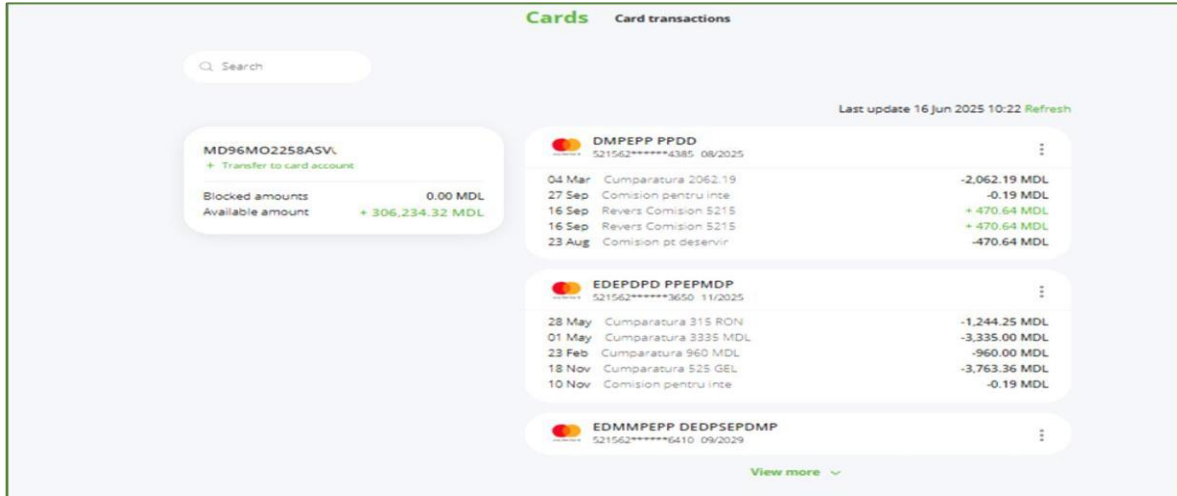 Cards Card transactions
Search
Last update 16 Jun 2025 10:22 Refresh
MD96MO2258ASV
+ Transfer to card account
Blocked amounts 0.00 MDL
Available amount + 306,234.32 MDL
DMPEPP PPDD
521562******4385 08/2025
04 Mar Cumparatura 2062.19 -2,062.19 MDL
27 Sep Comision pentru inte -0.19 MDL
16 Sep Revers Comision 5215 + 470.64 MDL
16 Sep Revers Comision 5215 + 470.64 MDL
23 Aug Comision pt deservir -470.64 MDL
EDEPDPD PPEPMDP
521562******3650 11/2025
28 May Cumparatura 315 RON -1,244.25 MDL
01 May Cumparatura 3335 MDL -3,335.00 MDL
23 Feb Cumparatura 960 MDL -960.00 MDL
18 Nov Cumparatura 525 GEL -3,763.36 MDL
10 Nov Comision pentru inte -0.19 MDL
EDMMPEPP DEDPSEPDMP
521562******6410 09/2029
View more